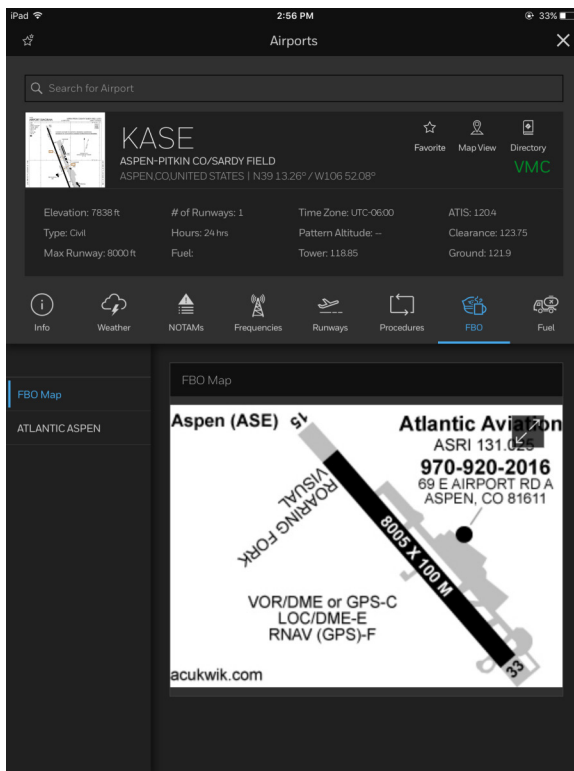 iPad
2:56 PM
33%
Airports
Search for Airport
KASE
ASPEN-PITKIN CO/SARDY FIELD
ASPEN,CO,UNITED STATES | N39 13.26° / W106 52.08°
Favorite
Map View
Directory
VMC
Elevation: 7838 ft
# of Runways: 1
Time Zone: UTC-06:00
ATIS: 120.4
Type: Civil
Hours: 24 hrs
Pattern Altitude: --
Clearance: 123.75
Max Runway: 8000 ft
Fuel:
Tower: 118.85
Ground: 121.9
Info
Weather
NOTAMs
Frequencies
Runways
Procedures
FBO
Fuel
FBO Map
ATLANTIC ASPEN
FBO Map
Aspen (ASE)
15
Atlantic Aviation
ASRI 131.025
970-920-2016
69 E AIRPORT RD A
ASPEN, CO 81611
ROARING FORK
VISUAL
8005 X 100 M
VOR/DME or GPS-C
LOC/DME-E
RNAV (GPS)-F
33
acukwik.com